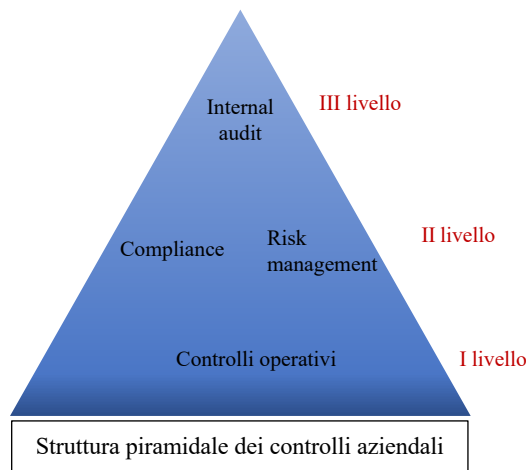 Internal
audit
III livello
Compliance
Risk
management
II livello
Controlli operativi
I livello
Struttura piramidale dei controlli aziendali